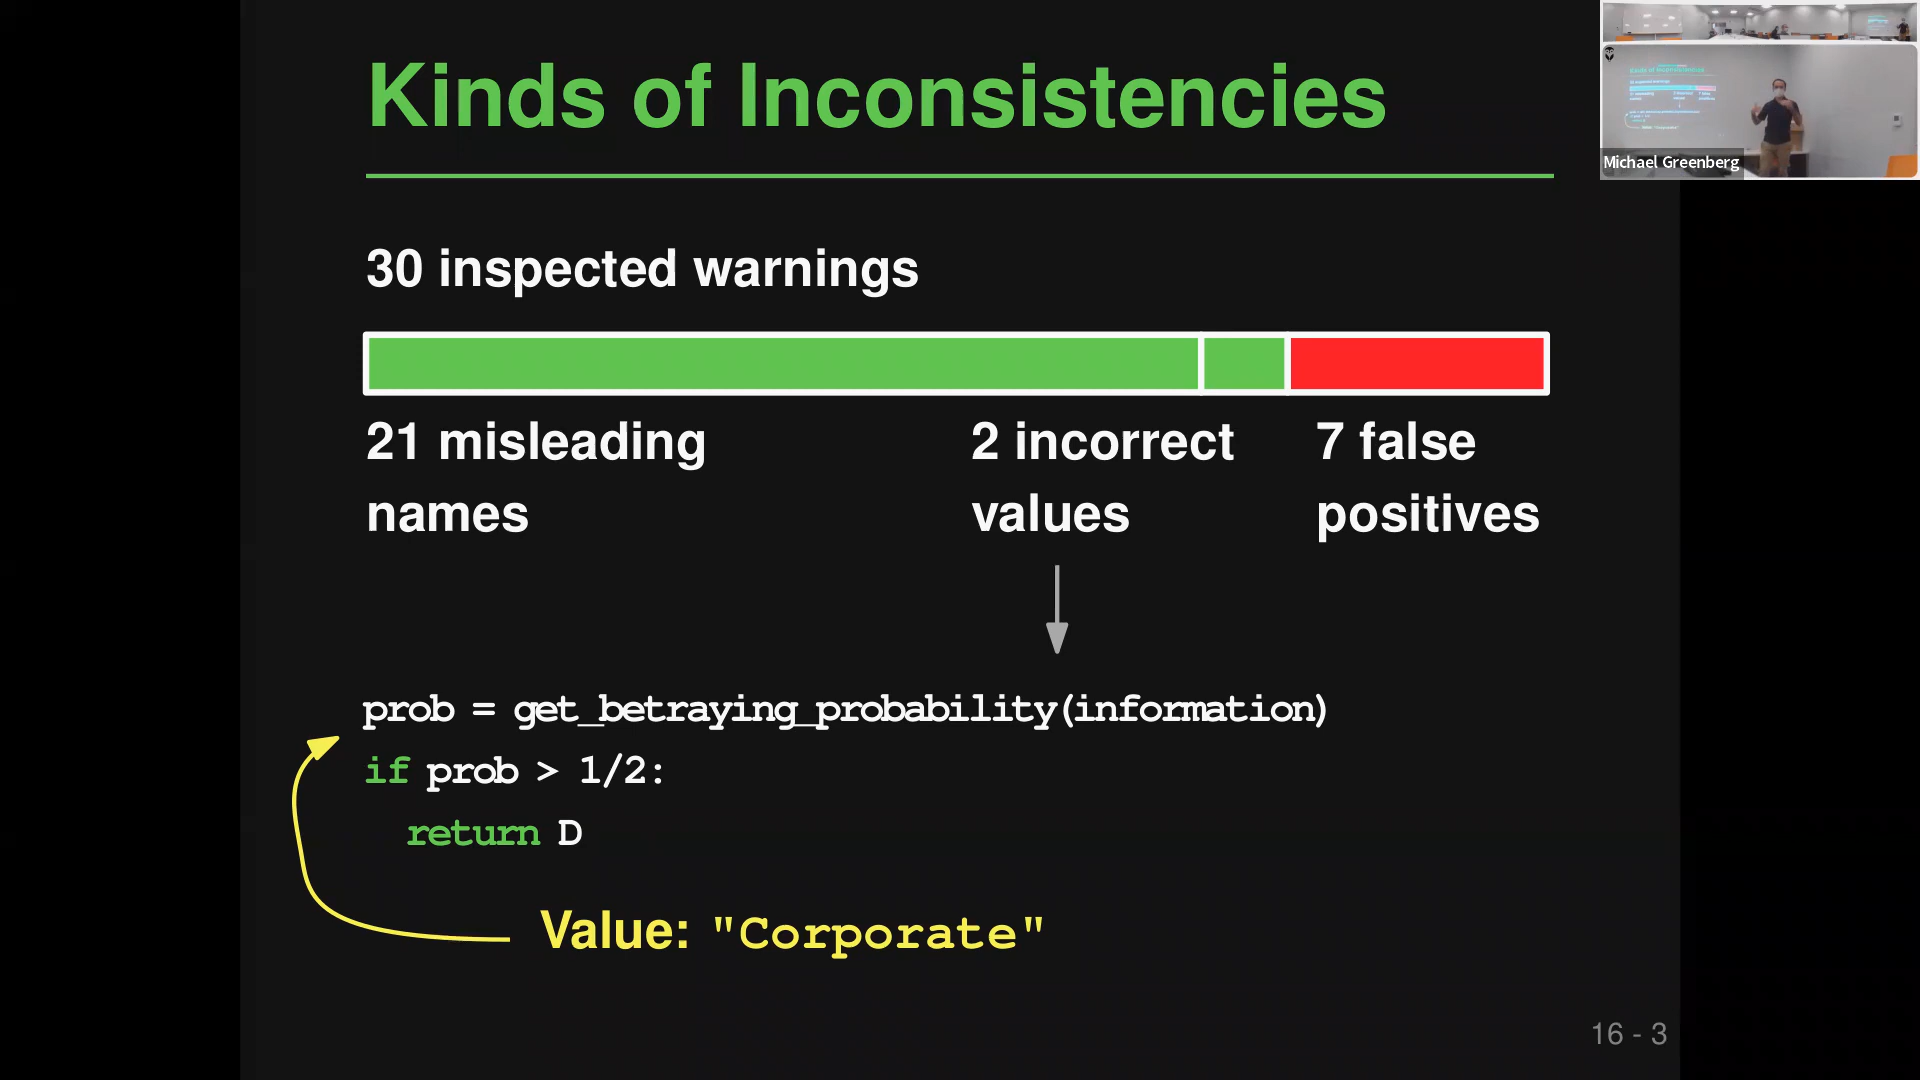 Kinds of Inconsistencies
Michael Greenberg
30 inspected warnings
21 misleading names
2 incorrect values
7 false positives
prob = get_betraying_probability(information)
if prob > 1/2:
return D
Value: "Corporate"
16 - 3